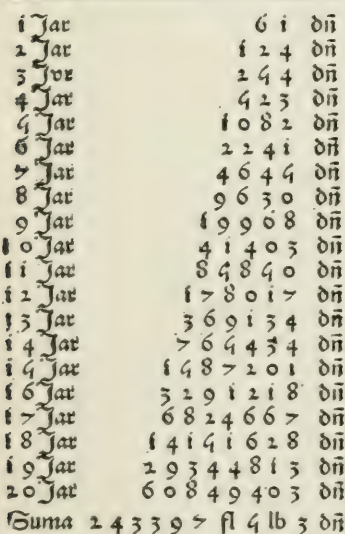 1 Jar 61 dn̄
2 Jar 124 dn̄
3 Jar 254 dn̄
4 Jar 523 dn̄
5 Jar 1082 dn̄
6 Jar 2241 dn̄
7 Jar 4645 dn̄
8 Jar 9630 dn̄
9 Jar 19968 dn̄
10 Jar 41403 dn̄
11 Jar 85850 dn̄
12 Jar 178017 dn̄
13 Jar 369134 dn̄
14 Jar 765434 dn̄
15 Jar 1587201 dn̄
16 Jar 3291218 dn̄
17 Jar 6824667 dn̄
18 Jar 14151628 dn̄
19 Jar 29344813 dn̄
20 Jar 60849403 dn̄
Suma 243397 fl 5 lb 3 dn̄